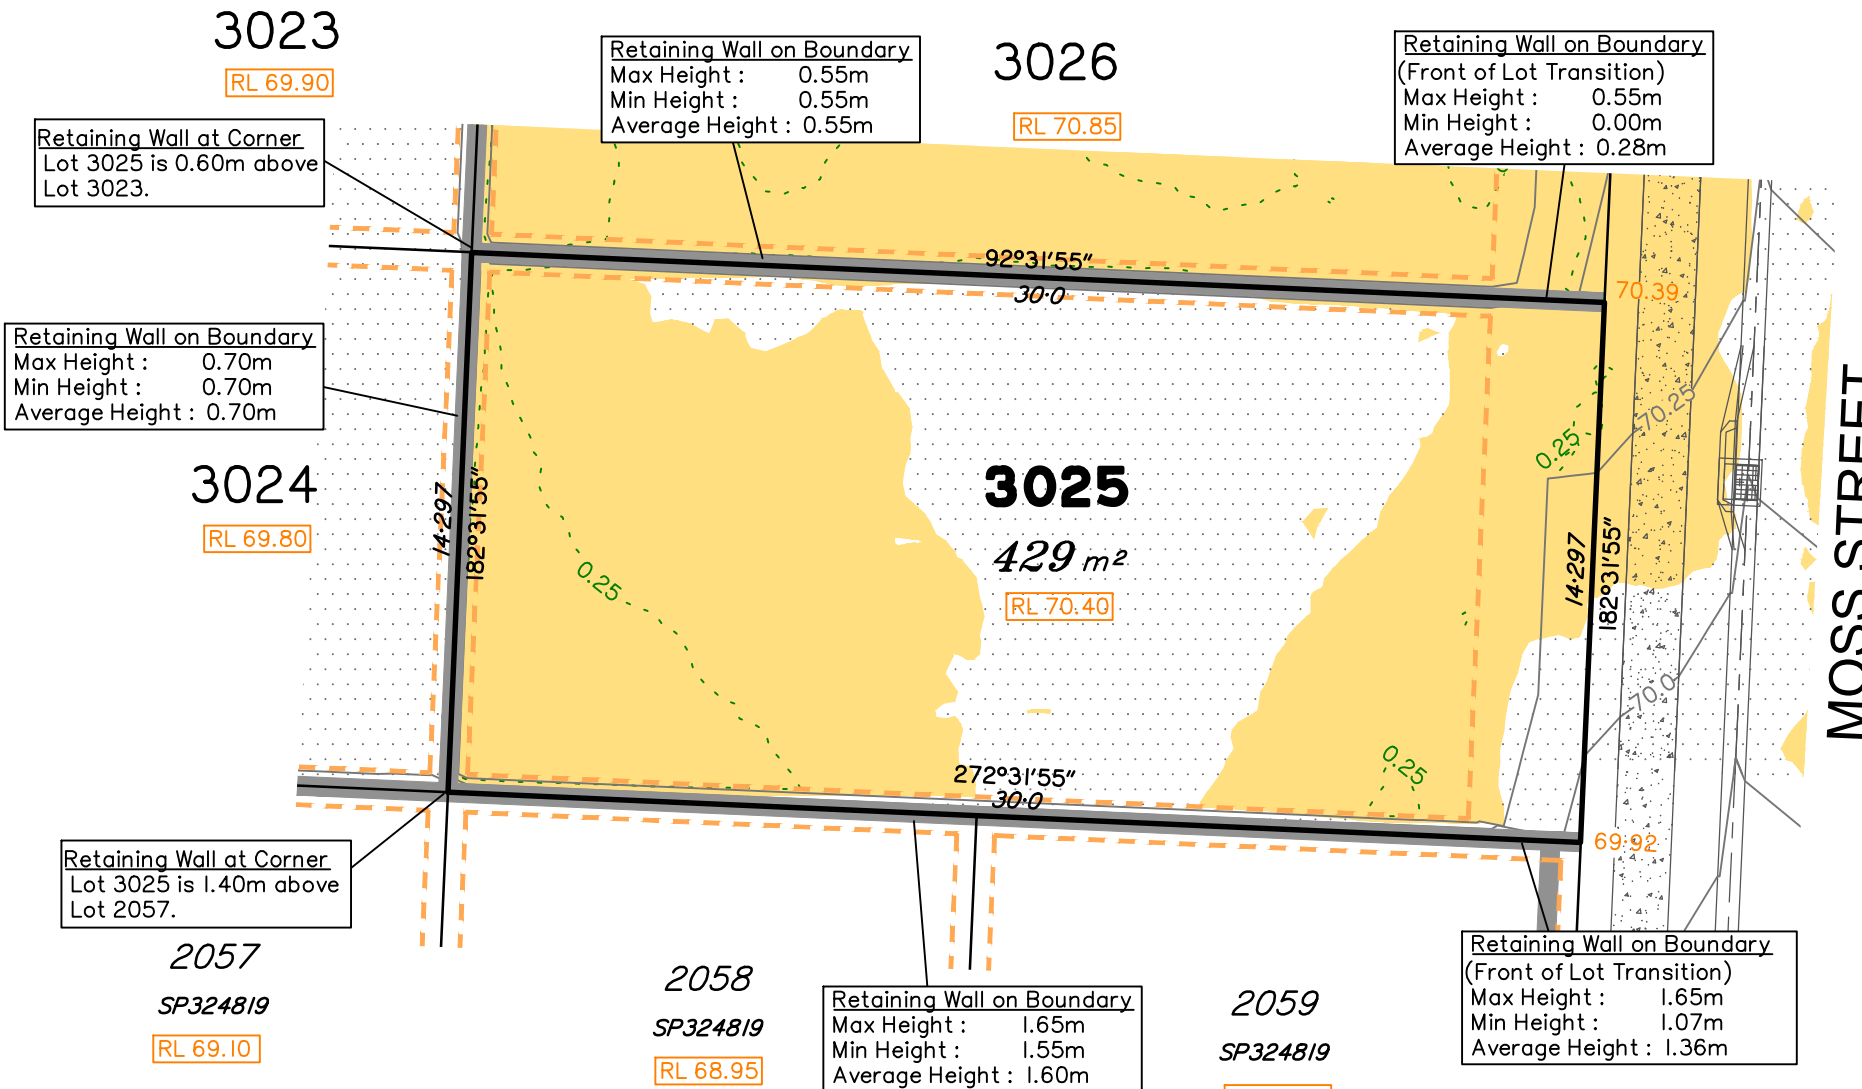 3023
RL 69.90
Retaining Wall on Boundary
Max Height : 0.55m
Min Height : 0.55m
Average Height : 0.55m
3026
RL 70.85
Retaining Wall on Boundary
(Front of Lot Transition)
Max Height : 0.55m
Min Height : 0.00m
Average Height : 0.28m
Retaining Wall at Corner
Lot 3025 is 0.60m above
Lot 3023.
92°31'55"
30·0
70.39
Retaining Wall on Boundary
Max Height : 0.70m
Min Height : 0.70m
Average Height : 0.70m
3024
RL 69.80
14·297
182°31'55"
0.25
3025
429 m²
RL 70.40
0.25
70.25
14·297
182°31'55"
MOSS STREET
70.0
0.25
272°31'55"
30·0
69.92
Retaining Wall at Corner
Lot 3025 is 1.40m above
Lot 2057.
2057
SP324819
RL 69.10
2058
SP324819
RL 68.95
Retaining Wall on Boundary
Max Height : 1.65m
Min Height : 1.55m
Average Height : 1.60m
2059
SP324819
Retaining Wall on Boundary
(Front of Lot Transition)
Max Height : 1.65m
Min Height : 1.07m
Average Height : 1.36m